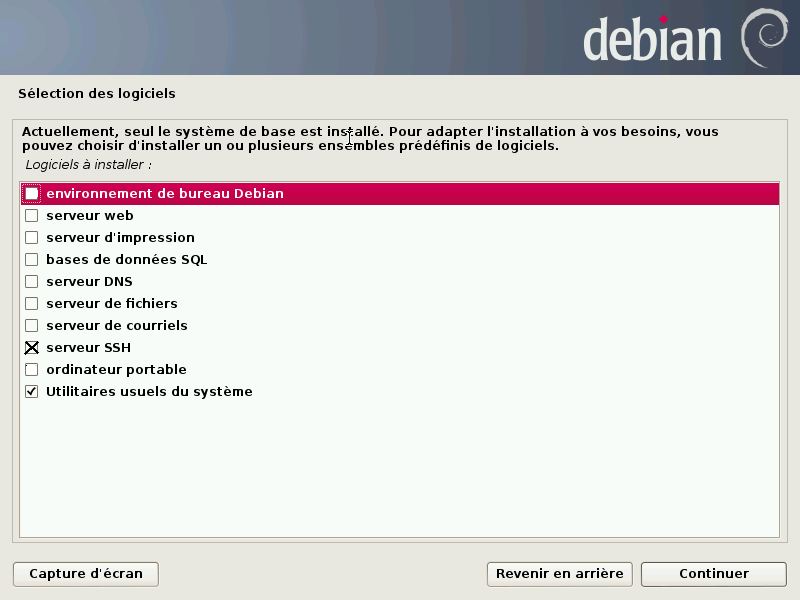 debian
Sélection des logiciels
Actuellement, seul le système de base est installé. Pour adapter l'installation à vos besoins, vous
pouvez choisir d'installer un ou plusieurs ensembles prédéfinis de logiciels.
Logiciels à installer :
environnement de bureau Debian
serveur web
serveur d'impression
bases de données SQL
serveur DNS
serveur de fichiers
serveur de courriels
serveur SSH
ordinateur portable
Utilitaires usuels du système
Capture d'écran
Revenir en arrière
Continuer